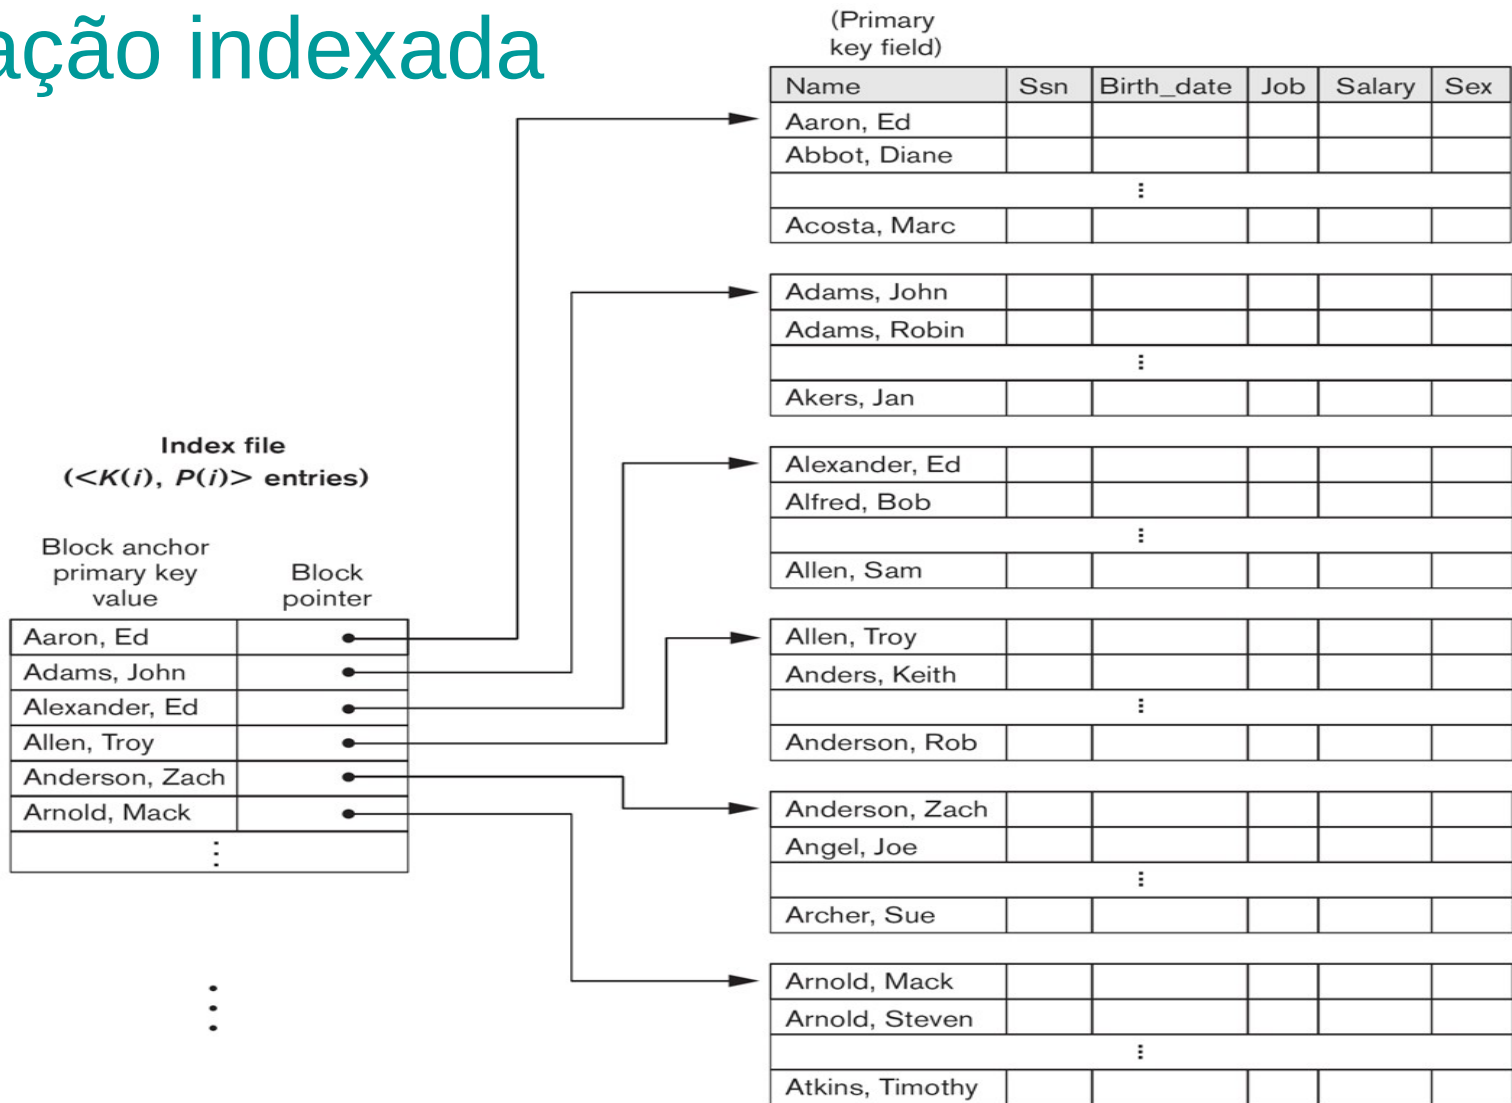 ação indexada
(Primary
key field)
Name Ssn Birth_date Job Salary Sex
Aaron, Ed
Abbot, Diane
Acosta, Marc
Adams, John
Adams, Robin
Akers, Jan
Alexander, Ed
Alfred, Bob
Allen, Sam
Allen, Troy
Anders, Keith
Anderson, Rob
Anderson, Zach
Angel, Joe
Archer, Sue
Arnold, Mack
Arnold, Steven
Atkins, Timothy
Index file
(<K(i), P(i)> entries)
Block anchor
primary key
value
Block
pointer
Aaron, Ed
Adams, John
Alexander, Ed
Allen, Troy
Anderson, Zach
Arnold, Mack